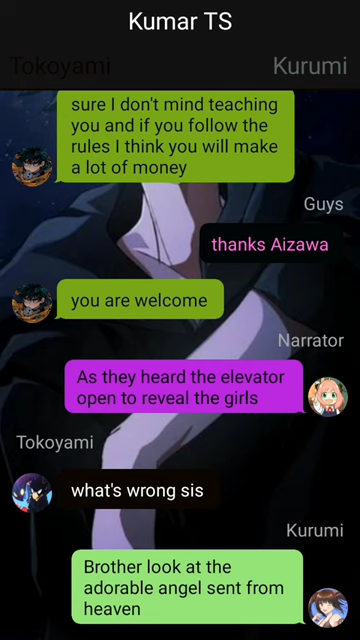 Kumar TS
Tokoyami
Kurumi
sure I don't mind teaching
you and if you follow the
rules I think you will make
a lot of money
Guys
thanks Aizawa
you are welcome
Narrator
As they heard the elevator
open to reveal the girls
Tokoyami
what's wrong sis
Kurumi
Brother look at the
adorable angel sent from
heaven